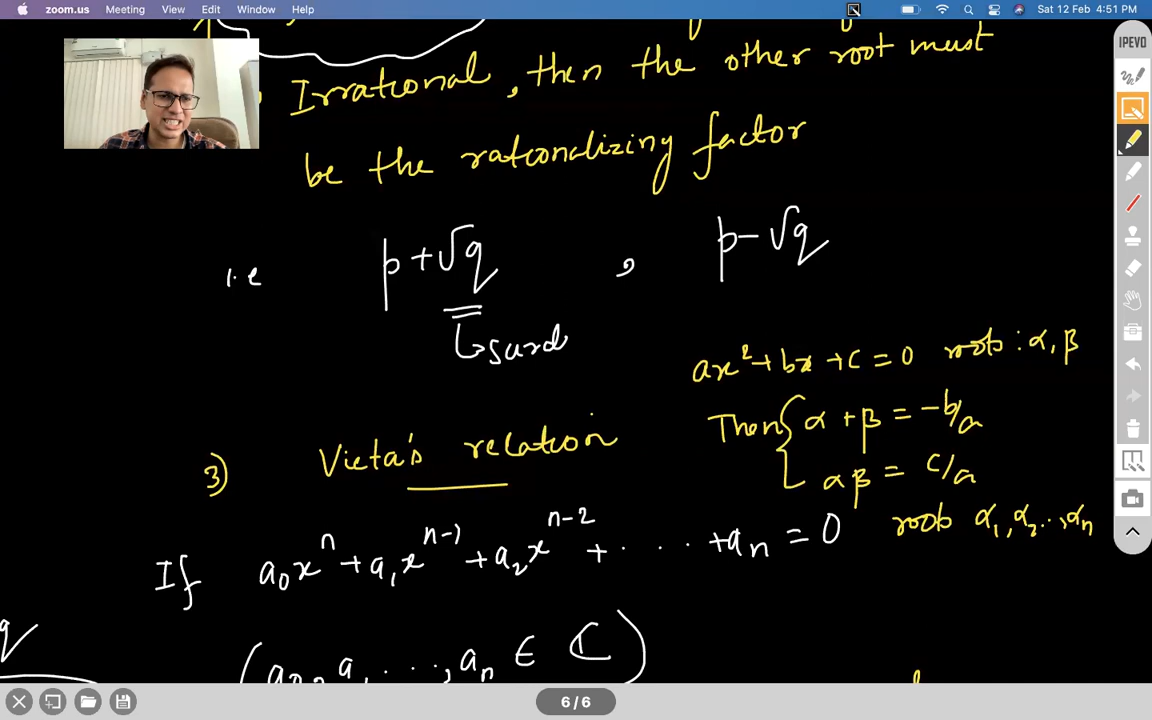 zoom.us Meeting View Edit Window Help Sat 12 Feb 4:51 PM
IPEVO
Irrational, then the other root must
be the rationalizing factor
i.e p+√q , p-√q
↳surd
ax²+bx+c=0 roots : α, β
Then { α+β = -b/a
αβ = c/a
3) Vieta's relation
If a₀xⁿ+a₁xⁿ⁻¹+a₂xⁿ⁻²+ · · · +aₙ = 0 roots α₁,α₂..,αₙ
q
(a₀, a₁ ..., aₙ ∈ ℂ)
6/6